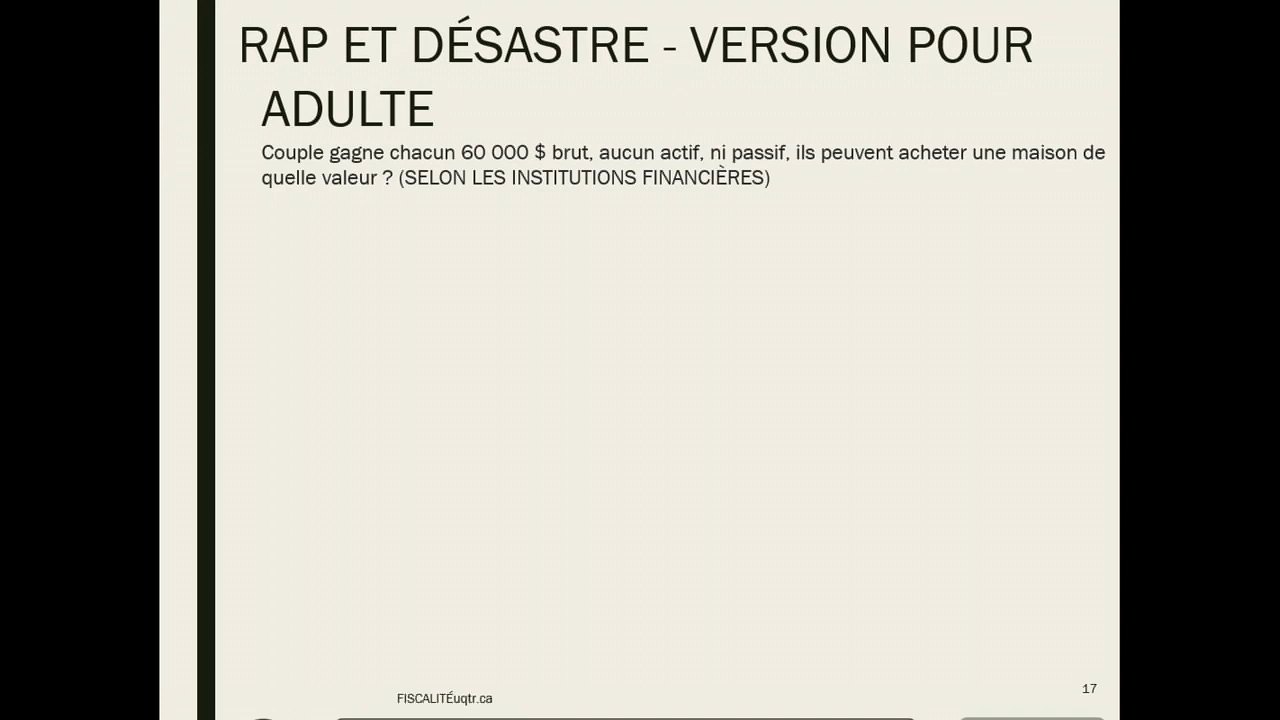 RAP ET DÉSASTRE - VERSION POUR
ADULTE
Couple gagne chacun 60 000 $ brut, aucun actif, ni passif, ils peuvent acheter une maison de
quelle valeur ? (SELON LES INSTITUTIONS FINANCIÈRES)
17
FISCALITÉuqtr.ca